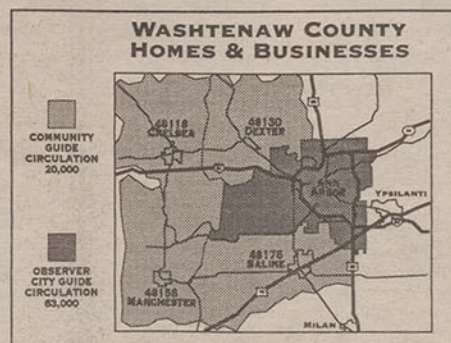 WASHTENAW COUNTY
HOMES & BUSINESSES
COMMUNITY
GUIDE
CIRCULATION
20,000
OBSERVER
CITY GUIDE
CIRCULATION
63,000
48118
CHELSEA
48130
DEXTER
ANN
ARBOR
YPSILANTI
48176
SALINE
48158
MANCHESTER
MILAN